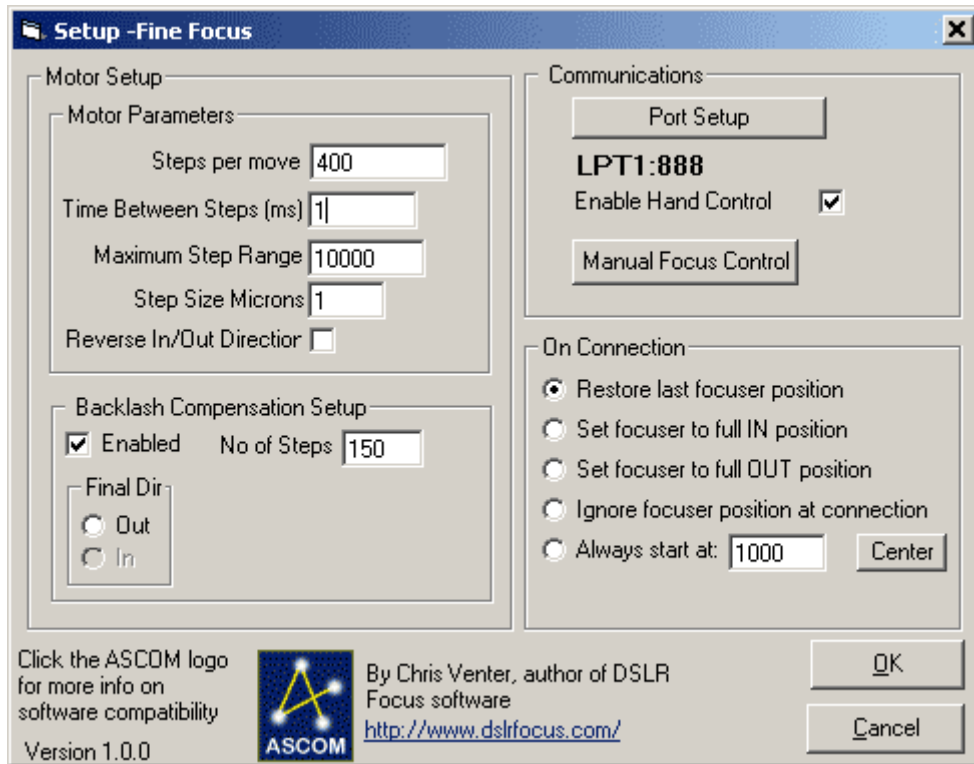 Setup -Fine Focus
Motor Setup
Motor Parameters
Steps per move 400
Time Between Steps (ms) 1
Maximum Step Range 10000
Step Size Microns 1
Reverse In/Out Direction
Backlash Compensation Setup
Enabled No of Steps 150
Final Dir
Out
In
Communications
Port Setup
LPT1:888
Enable Hand Control
Manual Focus Control
On Connection
Restore last focuser position
Set focuser to full IN position
Set focuser to full OUT position
Ignore focuser position at connection
Always start at: 1000 Center
Click the ASCOM logo
for more info on
software compatibility
Version 1.0.0
ASCOM
By Chris Venter, author of DSLR
Focus software
http://www.dslrfocus.com/
OK
Cancel